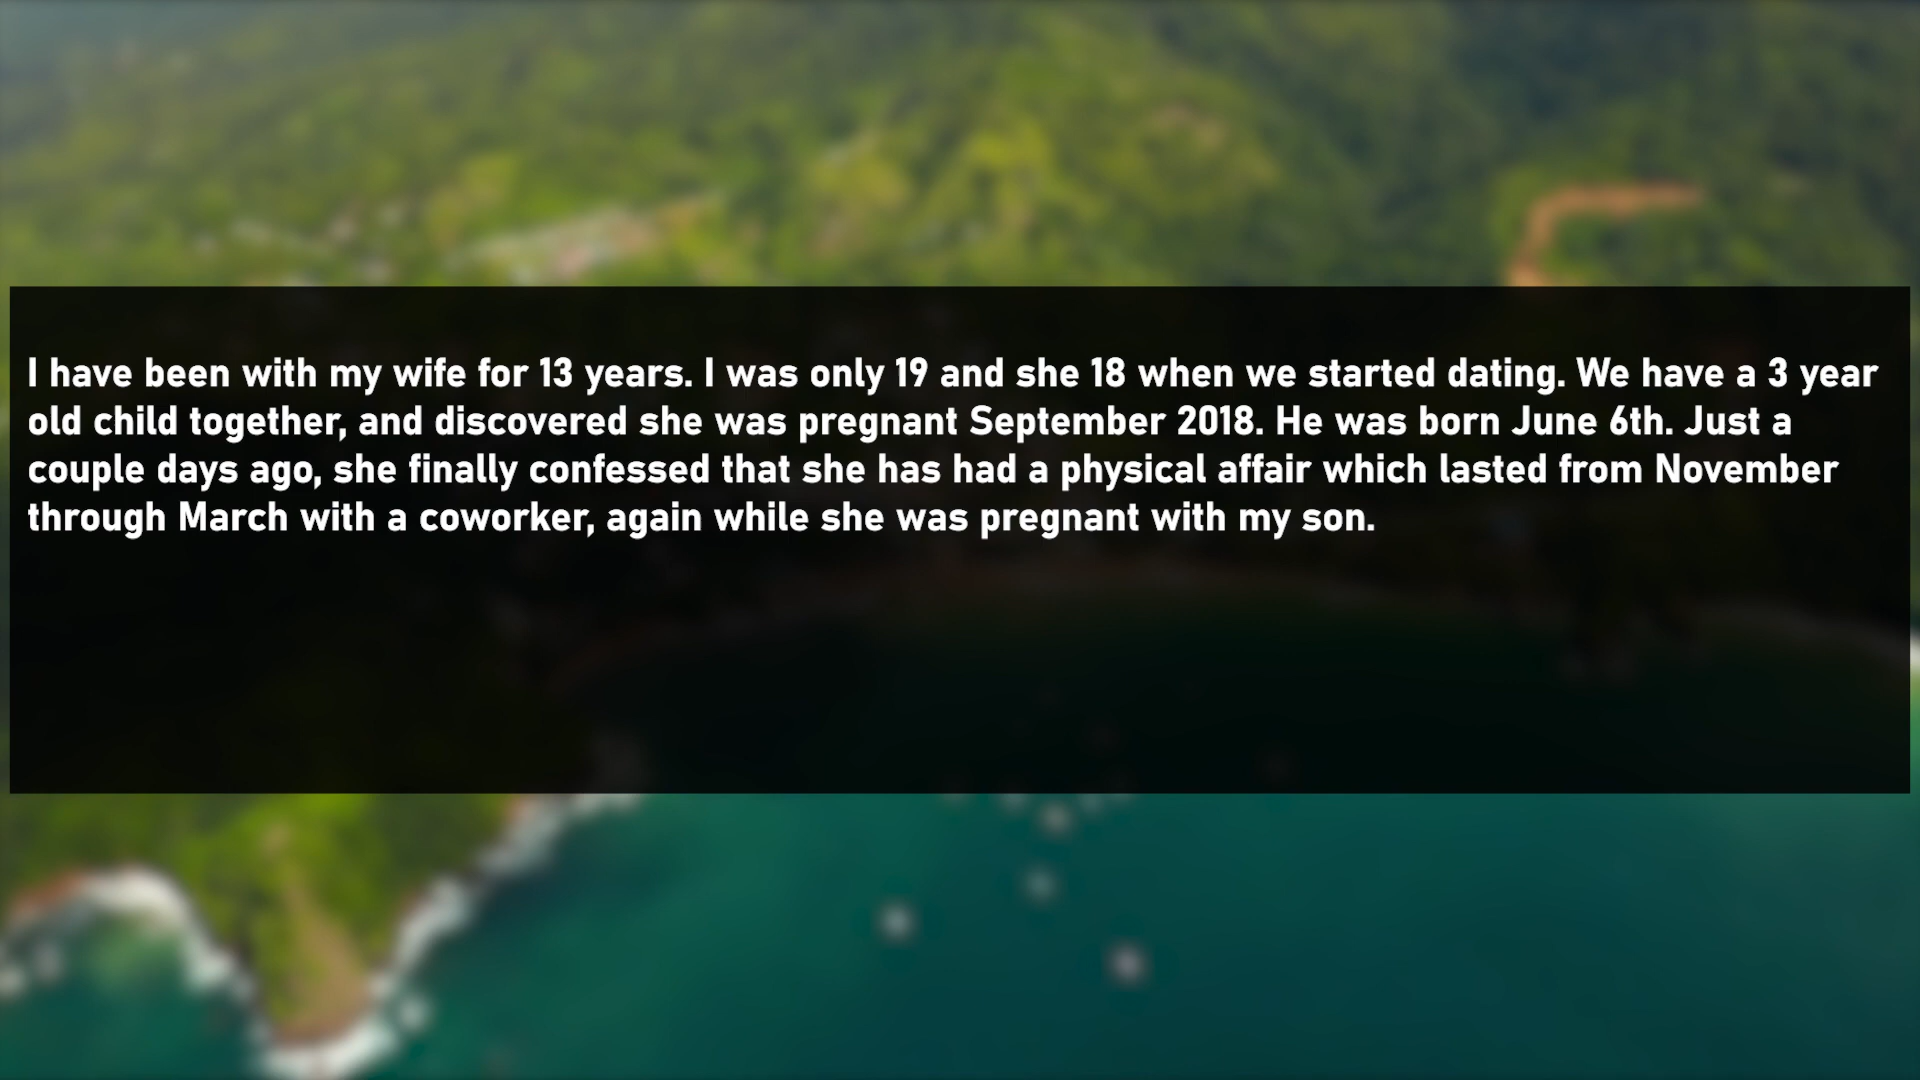 I have been with my wife for 13 years. I was only 19 and she 18 when we started dating. We have a 3 year
old child together, and discovered she was pregnant September 2018. He was born June 6th. Just a
couple days ago, she finally confessed that she has had a physical affair which lasted from November
through March with a coworker, again while she was pregnant with my son.